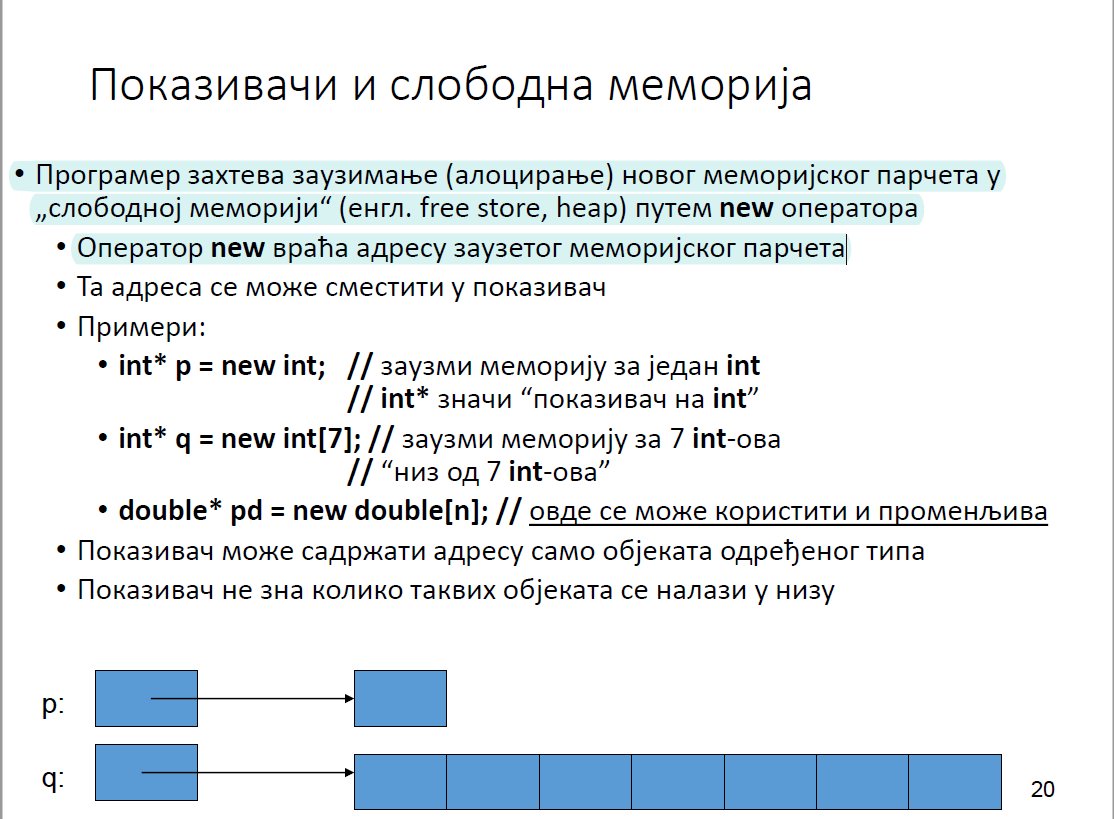 Показивачи и слободна меморија
• Програмер захтева заузимање (алоцирање) новог меморијског парчета у
„слободној меморији“ (енгл. free store, heap) путем new оператора
• Оператор new враћа адресу заузетог меморијског парчета
• Та адреса се може сместити у показивач
• Примери:
• int* p = new int; // заузми меморију за један int
// int* значи “показивач на int”
• int* q = new int[7]; // заузми меморију за 7 int-ова
// “низ од 7 int-ова”
• double* pd = new double[n]; // овде се може користити и променљива
• Показивач може садржати адресу само објеката одређеног типа
• Показивач не зна колико таквих објеката се налази у низу
p:
q:
20